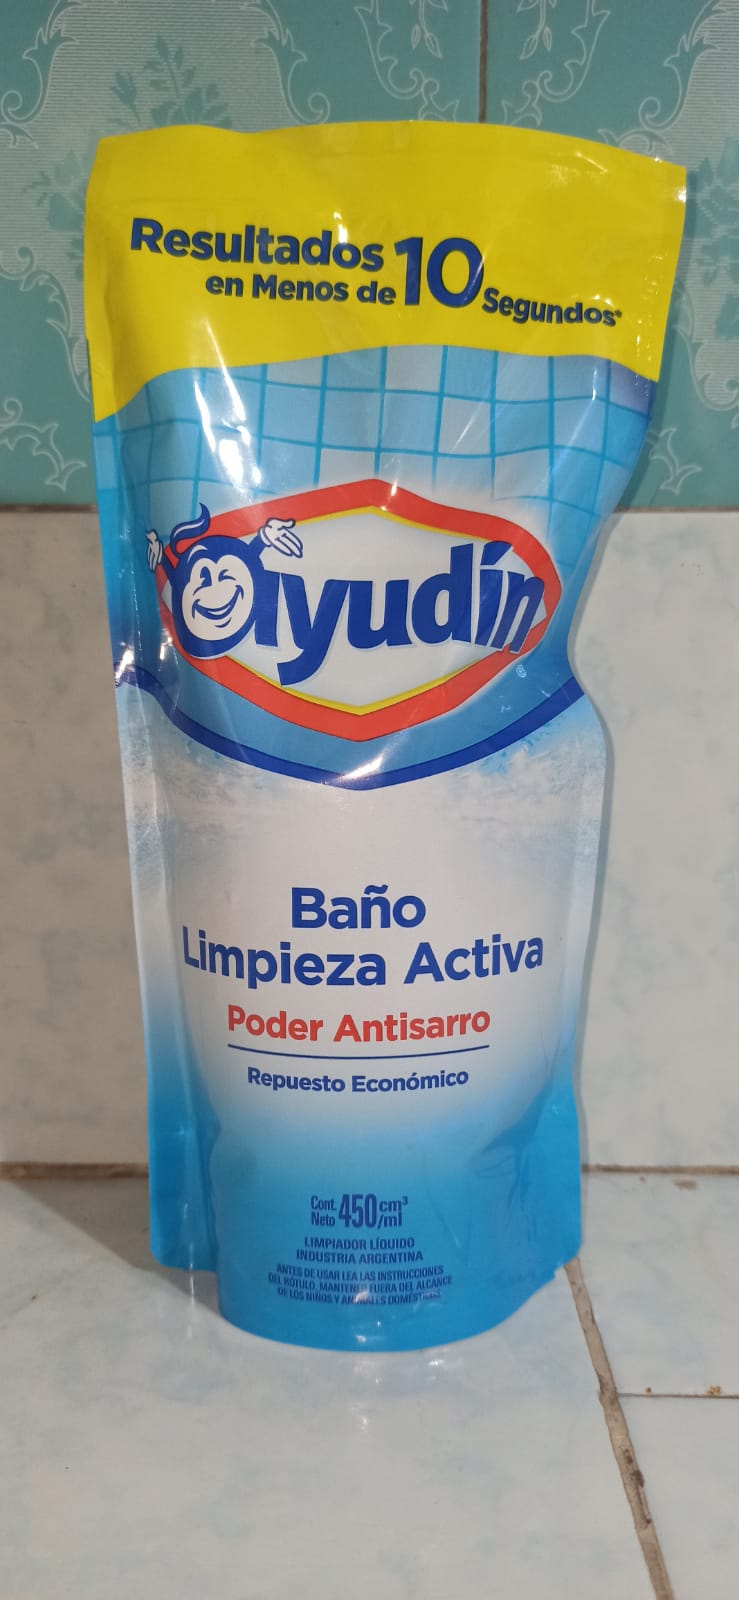 Resultados
en Menos de 10 Segundos*
ayudín
®
Baño
Limpieza Activa
Poder Antisarro
Repuesto Económico
Cont. Neto 450 cm³/ml
LIMPIADOR LÍQUIDO
INDUSTRIA ARGENTINA
ANTES DE USAR LEA LAS INSTRUCCIONES
DEL RÓTULO. MANTENER FUERA DEL ALCANCE
DE LOS NIÑOS Y ANIMALES DOMÉSTICOS